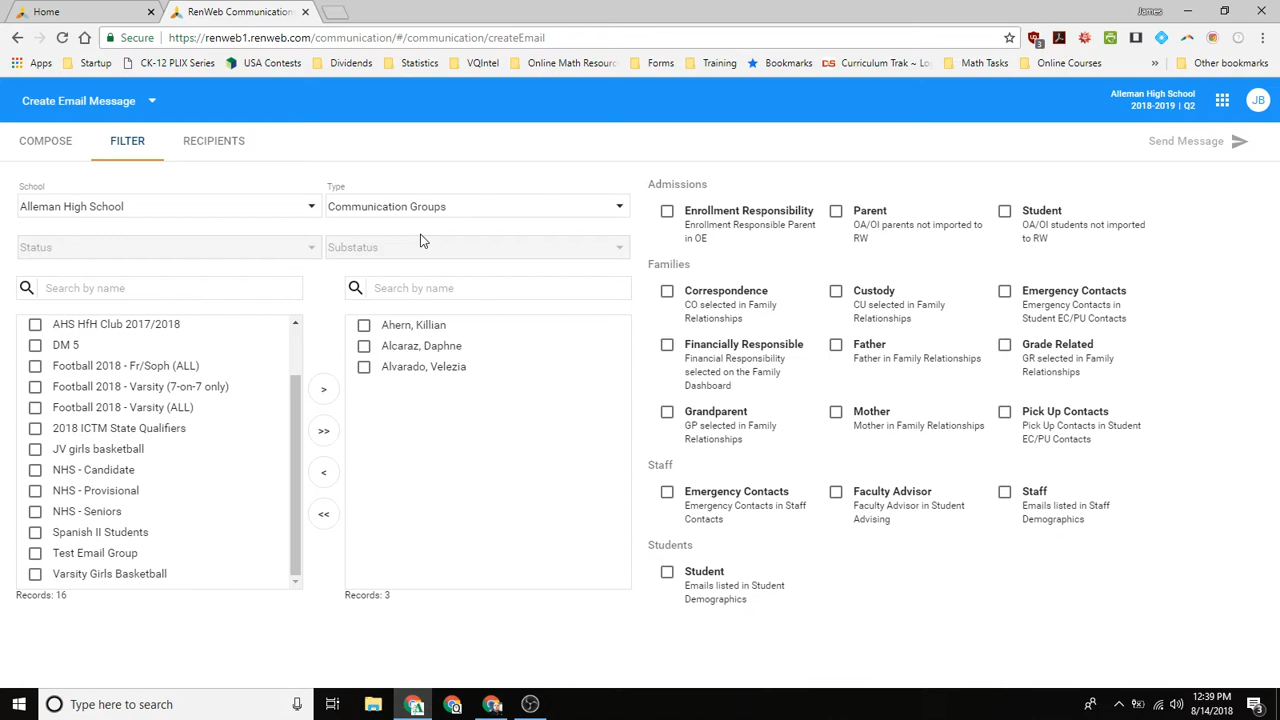 Home
RenWeb Communication
James
Secure
https://renweb1.renweb.com/communication/#/communication/createEmail
3
Apps
Startup
CK-12 PLIX Series
USA Contests
Dividends
Statistics
VQIntel
Online Math Resourc
Forms
Training
Bookmarks
Curriculum Trak ~ Log
Math Tasks
Online Courses
»
Other bookmarks
Create Email Message
Alleman High School
2018-2019 | Q2
JB
COMPOSE
FILTER
RECIPIENTS
Send Message
School
Alleman High School
Type
Communication Groups
Status
Substatus
Search by name
Search by name
AHS HfH Club 2017/2018
DM 5
Football 2018 - Fr/Soph (ALL)
Football 2018 - Varsity (7-on-7 only)
Football 2018 - Varsity (ALL)
2018 ICTM State Qualifiers
JV girls basketball
NHS - Candidate
NHS - Provisional
NHS - Seniors
Spanish II Students
Test Email Group
Varsity Girls Basketball
Records: 16
>
>>
<
<<
Ahern, Killian
Alcaraz, Daphne
Alvarado, Velezia
Records: 3
Admissions
Enrollment Responsibility
Enrollment Responsible Parent
in OE
Parent
OA/OI parents not imported to
RW
Student
OA/OI students not imported
to RW
Families
Correspondence
CO selected in Family
Relationships
Custody
CU selected in Family
Relationships
Emergency Contacts
Emergency Contacts in
Student EC/PU Contacts
Financially Responsible
Financial Responsibility
selected on the Family
Dashboard
Father
Father in Family Relationships
Grade Related
GR selected in Family
Relationships
Grandparent
GP selected in Family
Relationships
Mother
Mother in Family Relationships
Pick Up Contacts
Pick Up Contacts in Student
EC/PU Contacts
Staff
Emergency Contacts
Emergency Contacts in Staff
Contacts
Faculty Advisor
Faculty Advisor in Student
Advising
Staff
Emails listed in Staff
Demographics
Students
Student
Emails listed in Student
Demographics
Type here to search
12:39 PM
8/14/2018
3